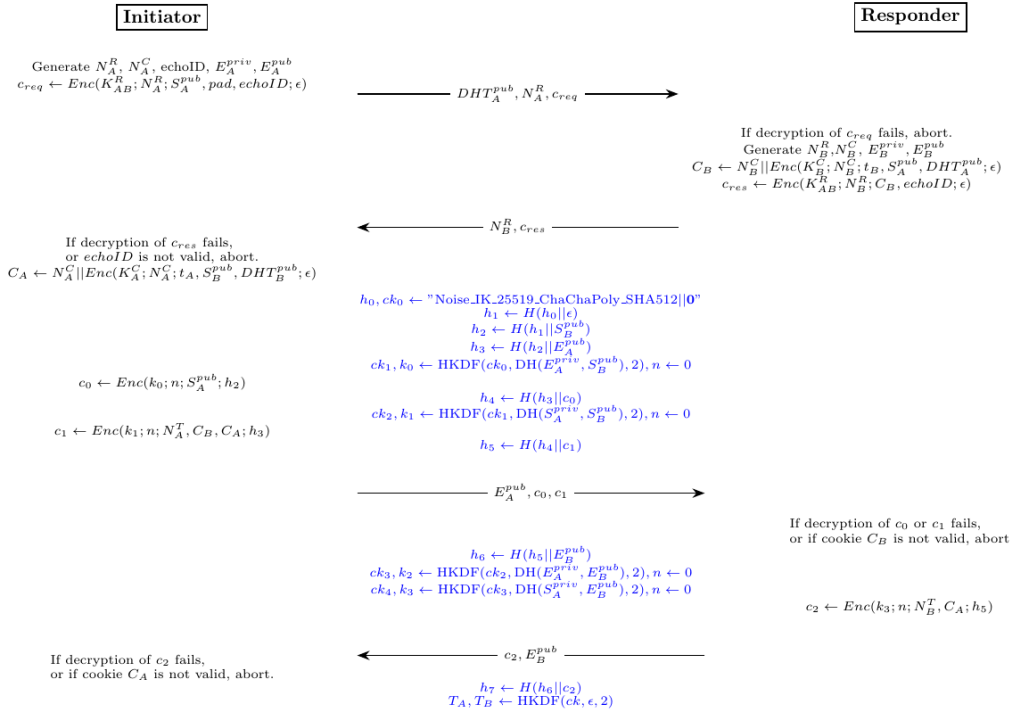 Initiator
Responder
Generate N_A^R, N_A^C, echoID, E_A^{priv}, E_A^{pub}
c_{req} ← Enc(K_{AB}^R; N_A^R; S_A^{pub}, pad, echoID; ϵ)
DHT_A^{pub}, N_A^R, c_{req}
If decryption of c_{req} fails, abort.
Generate N_B^R,N_B^C, E_B^{priv}, E_B^{pub}
C_B ← N_B^C||Enc(K_B^C; N_B^C; t_B, S_A^{pub}, DHT_A^{pub}; ϵ)
c_{res} ← Enc(K_{AB}^R; N_B^R; C_B, echoID; ϵ)
N_B^R, c_{res}
If decryption of c_{res} fails,
or echoID is not valid, abort.
C_A ← N_A^C||Enc(K_A^C; N_A^C; t_A, S_B^{pub}, DHT_B^{pub}; ϵ)
h_0, ck_0 ← "Noise_IK_25519_ChaChaPoly_SHA512||0"
h_1 ← H(h_0||ϵ)
h_2 ← H(h_1||S_B^{pub})
h_3 ← H(h_2||E_A^{pub})
ck_1, k_0 ← HKDF(ck_0, DH(E_A^{priv}, S_B^{pub}), 2), n ← 0
c_0 ← Enc(k_0; n; S_A^{pub}; h_2)
h_4 ← H(h_3||c_0)
ck_2, k_1 ← HKDF(ck_1, DH(S_A^{priv}, S_B^{pub}), 2), n ← 0
c_1 ← Enc(k_1; n; N_A^T, C_B, C_A; h_3)
h_5 ← H(h_4||c_1)
E_A^{pub}, c_0, c_1
If decryption of c_0 or c_1 fails,
or if cookie C_B is not valid, abort
h_6 ← H(h_5||E_B^{pub})
ck_3, k_2 ← HKDF(ck_2, DH(E_A^{priv}, E_B^{pub}), 2), n ← 0
ck_4, k_3 ← HKDF(ck_3, DH(S_A^{priv}, E_B^{pub}), 2), n ← 0
c_2 ← Enc(k_3; n; N_B^T, C_A; h_5)
c_2, E_B^{pub}
If decryption of c_2 fails,
or if cookie C_A is not valid, abort.
h_7 ← H(h_6||c_2)
T_A, T_B ← HKDF(ck, ϵ, 2)